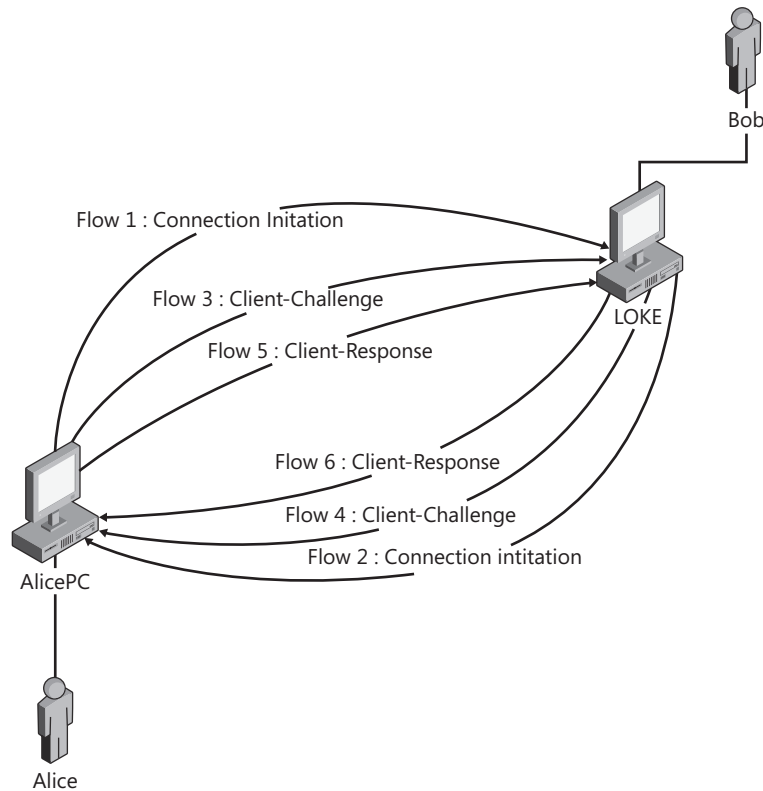 Bob
Flow 1 : Connection Initation
Flow 3 : Client-Challenge
LOKE
Flow 5 : Client-Response
Flow 6 : Client-Response
Flow 4 : Client-Challenge
Flow 2 : Connection intitation
AlicePC
Alice